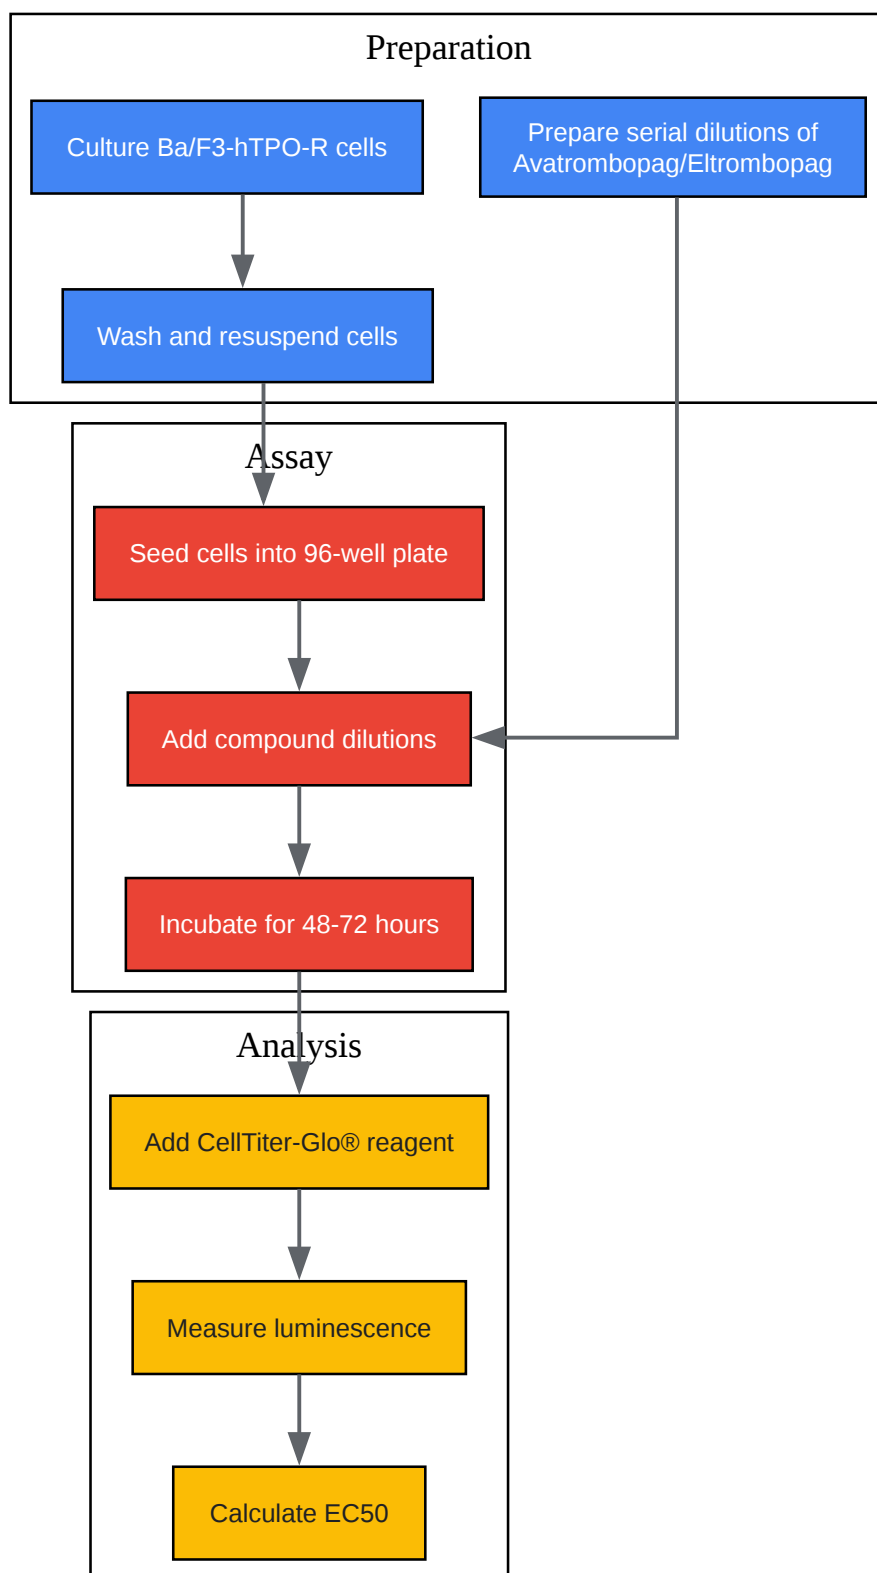 Preparation
Culture Ba/F3-hTPO-R cells
Prepare serial dilutions of
Avatrombopag/Eltrombopag
Wash and resuspend cells
Assay
Seed cells into 96-well plate
Add compound dilutions
Incubate for 48-72 hours
Analysis
Add CellTiter-Glo® reagent
Measure luminescence
Calculate EC50